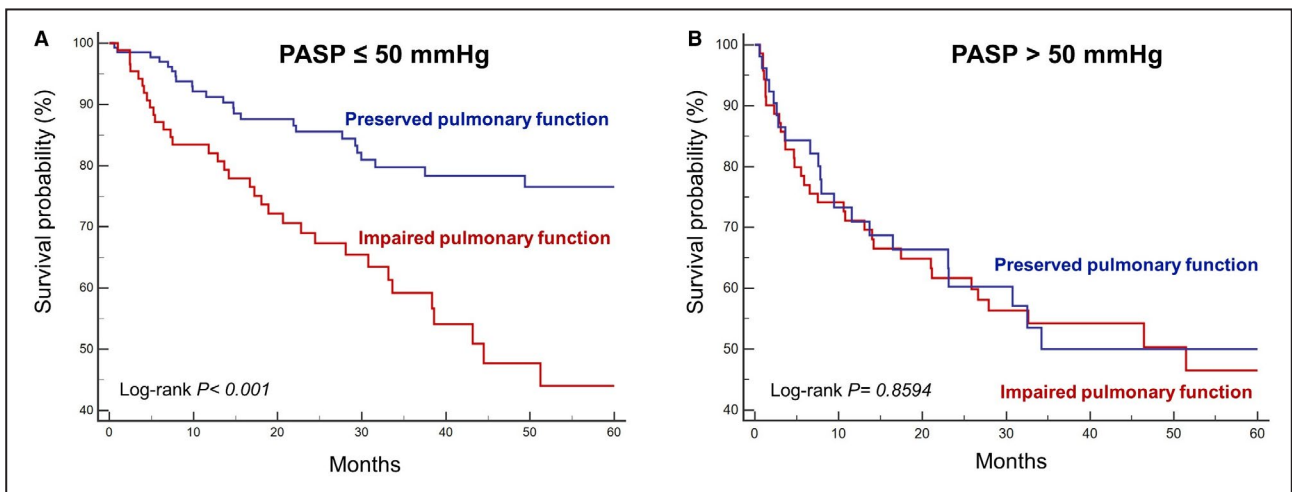 A
PASP ≤ 50 mmHg
Survival probability (%)
100
90
80
70
60
50
40
Preserved pulmonary function
Impaired pulmonary function
Log-rank P< 0.001
0 10 20 30 40 50 60
Months
B
PASP > 50 mmHg
Survival probability (%)
100
90
80
70
60
50
40
Preserved pulmonary function
Impaired pulmonary function
Log-rank P= 0.8594
0 10 20 30 40 50 60
Months